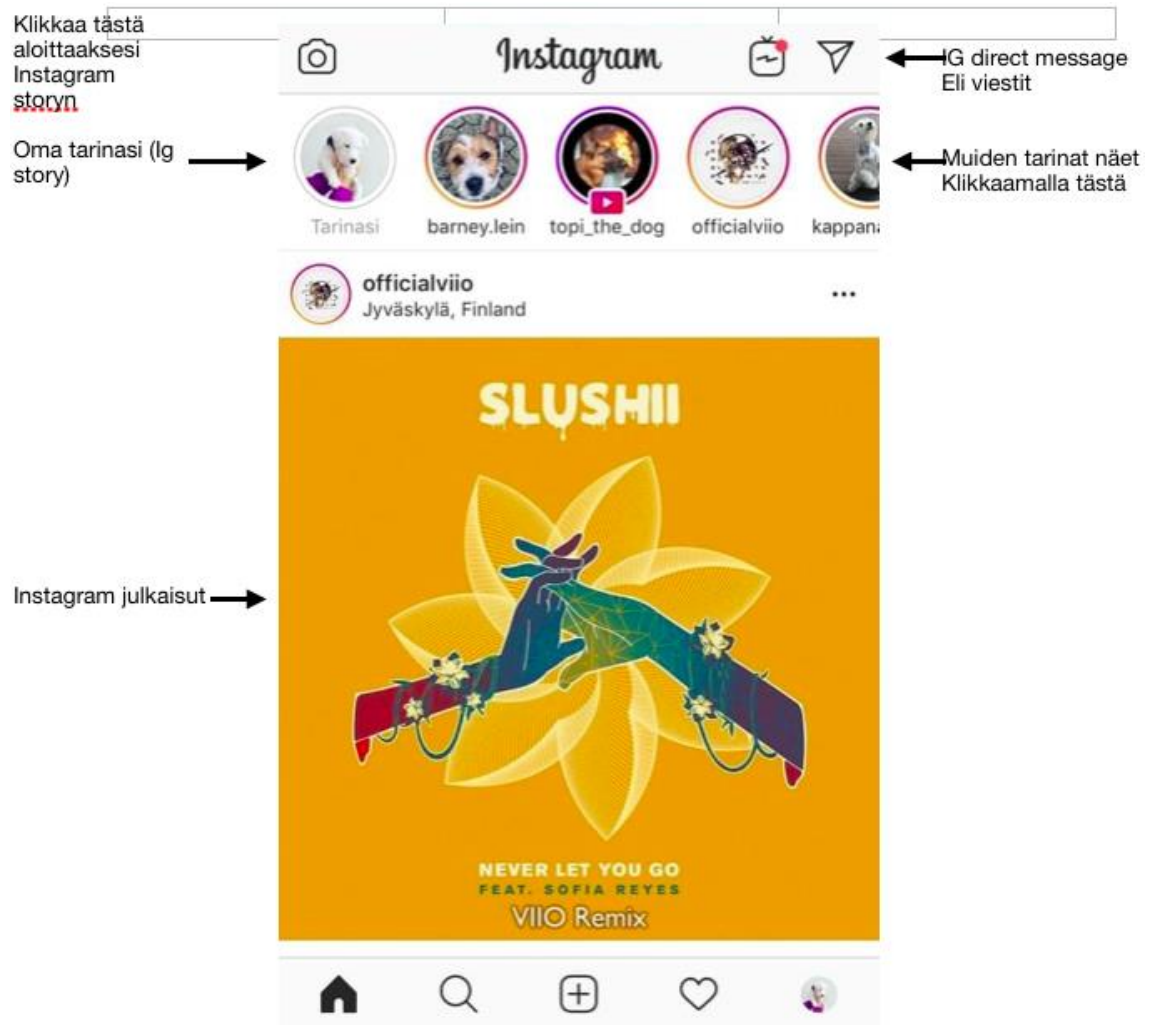 Klikkaa tästä
aloittaaksesi
Instagram
storyn
Instagram
IG direct message
Eli viestit
Oma tarinasi (Ig
story)
Muiden tarinat näet
Klikkaamalla tästä
Tarinasi
barney.lein
topi_the_dog
officialviio
kappana
officialviio
Jyväskylä, Finland
SLUSHII
Instagram julkaisut
NEVER LET YOU GO
FEAT. SOFIA REYES
VIIO Remix